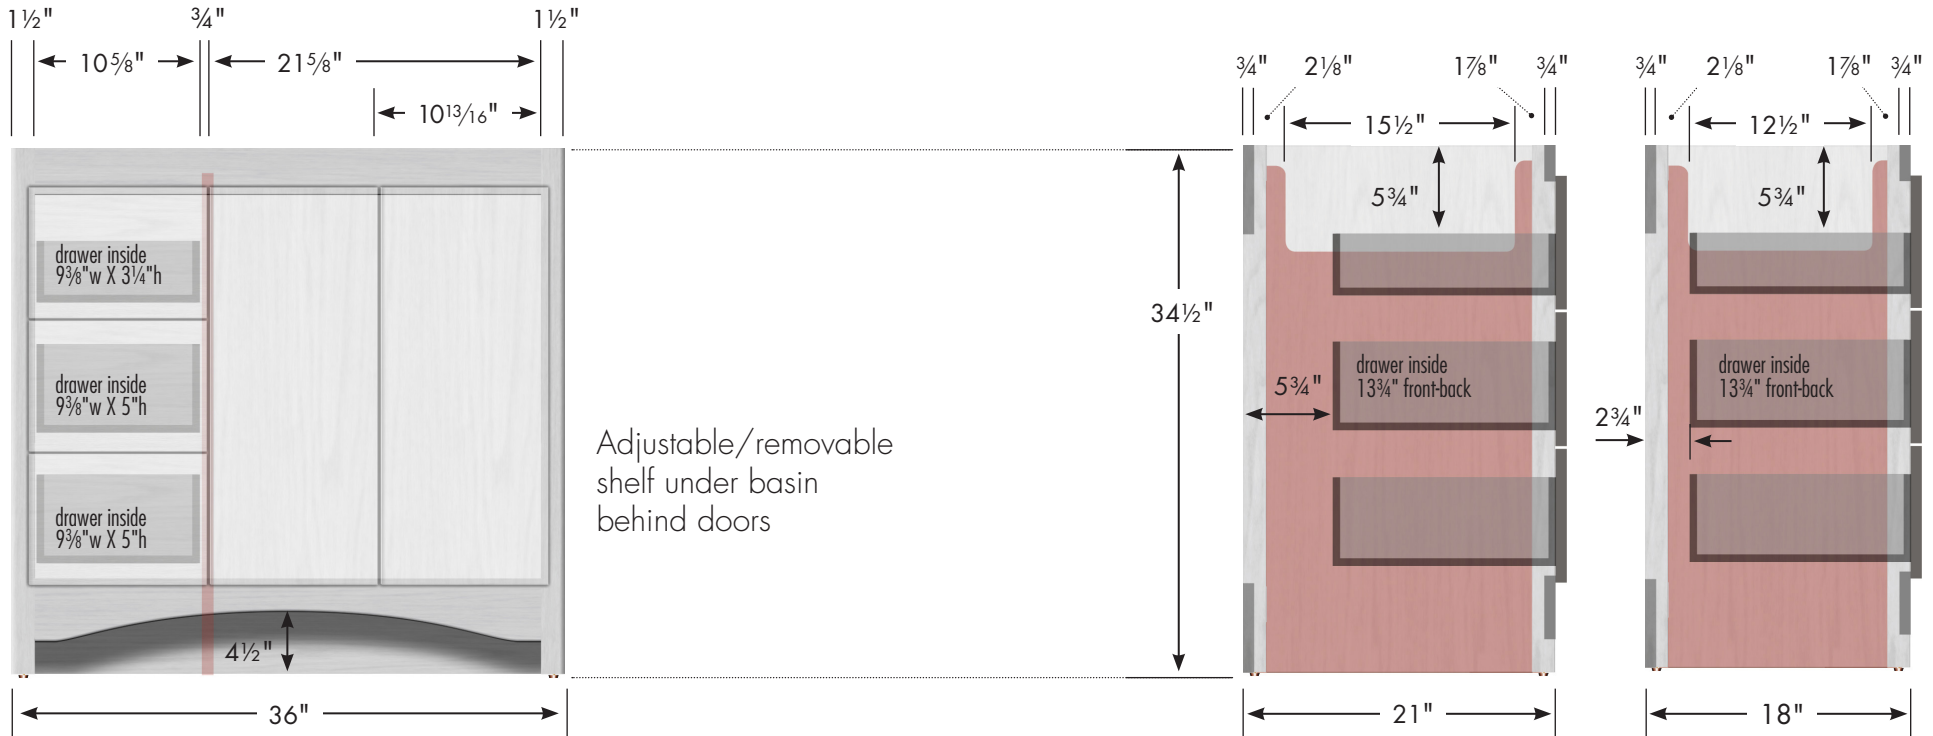 1½" ¾" 1½"
10⅝" 21⅝"
10 13/16"
drawer inside
9⅜"w X 3¼"h
drawer inside
9⅜"w X 5"h
drawer inside
9⅜"w X 5"h
4½"
36"
Adjustable/removable
shelf under basin
behind doors
34½"
¾" 2⅛" 1⅞" ¾"
15½"
5¾"
drawer inside
13¾" front-back
5¾"
21"
¾" 2⅛" 1⅞" ¾"
12½"
5¾"
drawer inside
13¾" front-back
2¾"
18"